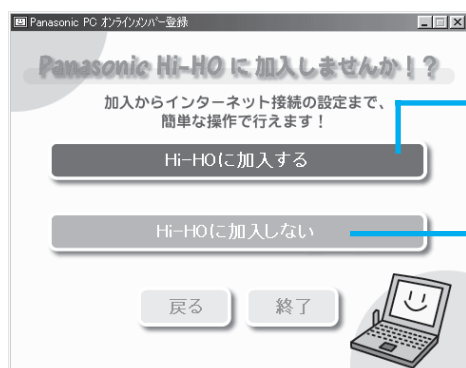 Panasonic PC オンラインメンバー登録
Panasonic Hi-HO に加入しませんか！？
加入からインターネット接続の設定まで、
簡単な操作で行えます！
Hi-HOに加入する
Hi-HOに加入しない
戻る 終了